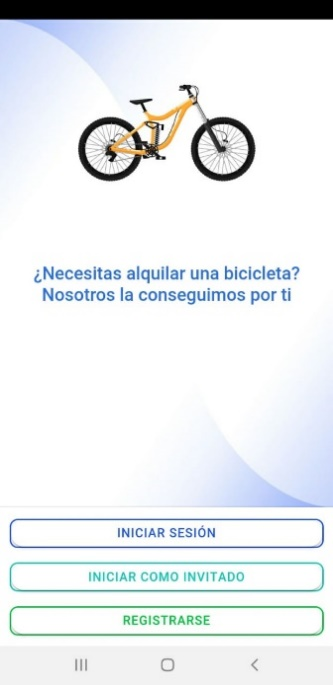 ¿Necesitas alquilar una bicicleta?
Nosotros la conseguimos por ti
INICIAR SESIÓN
INICIAR COMO INVITADO
REGISTRARSE